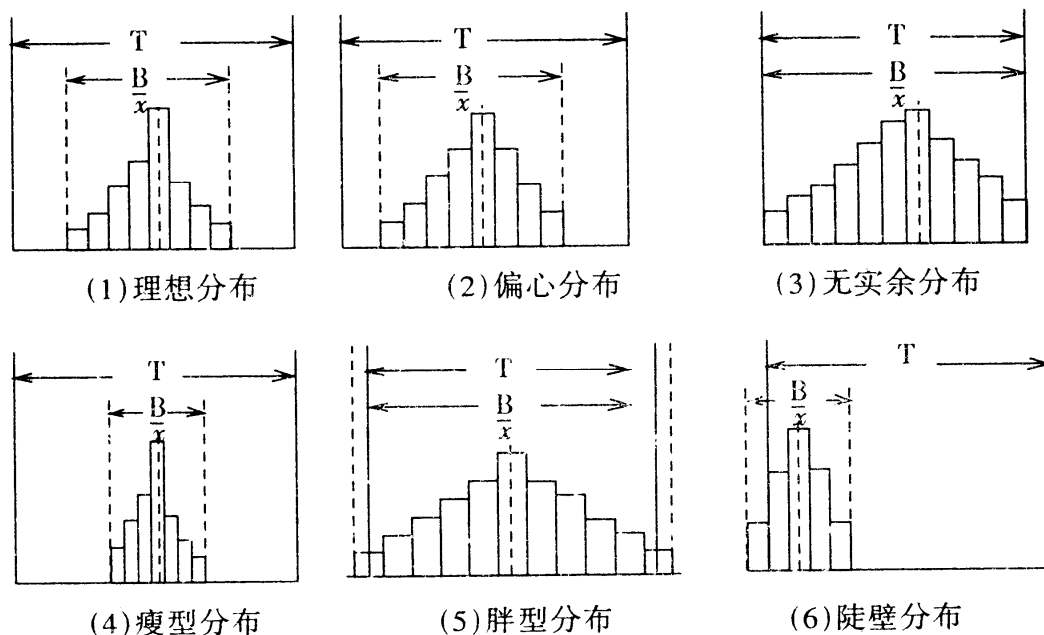 T
B
x̄
(1)理想分布
T
B
x̄
(2)偏心分布
T
B
x̄
(3)无实余分布
T
B
x̄
(4)瘦型分布
T
B
x̄
(5)胖型分布
T
B
x̄
(6)陡壁分布